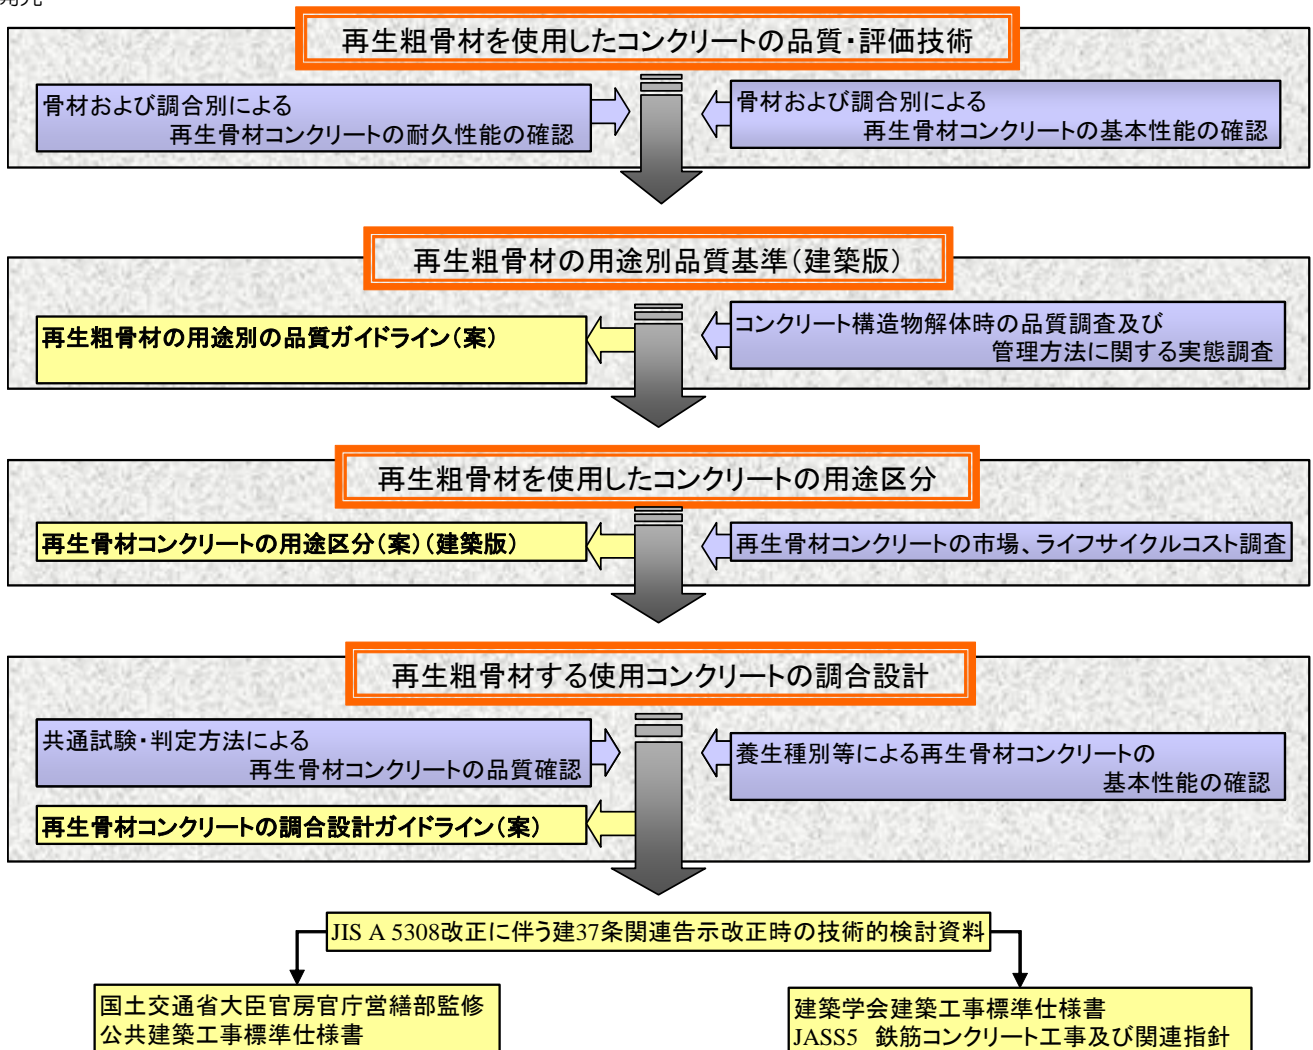 再生粗骨材を使用したコンクリートの品質・評価技術
骨材および調合別による
再生骨材コンクリートの耐久性能の確認
骨材および調合別による
再生骨材コンクリートの基本性能の確認
再生粗骨材の用途別品質基準（建築版）
再生粗骨材の用途別の品質ガイドライン（案）
コンクリート構造物解体時の品質調査及び
管理方法に関する実態調査
再生粗骨材を使用したコンクリートの用途区分
再生骨材コンクリートの用途区分（案）（建築版）
再生骨材コンクリートの市場、ライフサイクルコスト調査
再生粗骨材する使用コンクリートの調合設計
共通試験・判定方法による
再生骨材コンクリートの品質確認
養生種別等による再生骨材コンクリートの
基本性能の確認
再生骨材コンクリートの調合設計ガイドライン（案）
JIS A 5308改正に伴う建37条関連告示改正時の技術的検討資料
国土交通省大臣官房官庁営繕部監修
公共建築工事標準仕様書
建築学会建築工事標準仕様書
JASS5 鉄筋コンクリート工事及び関連指針